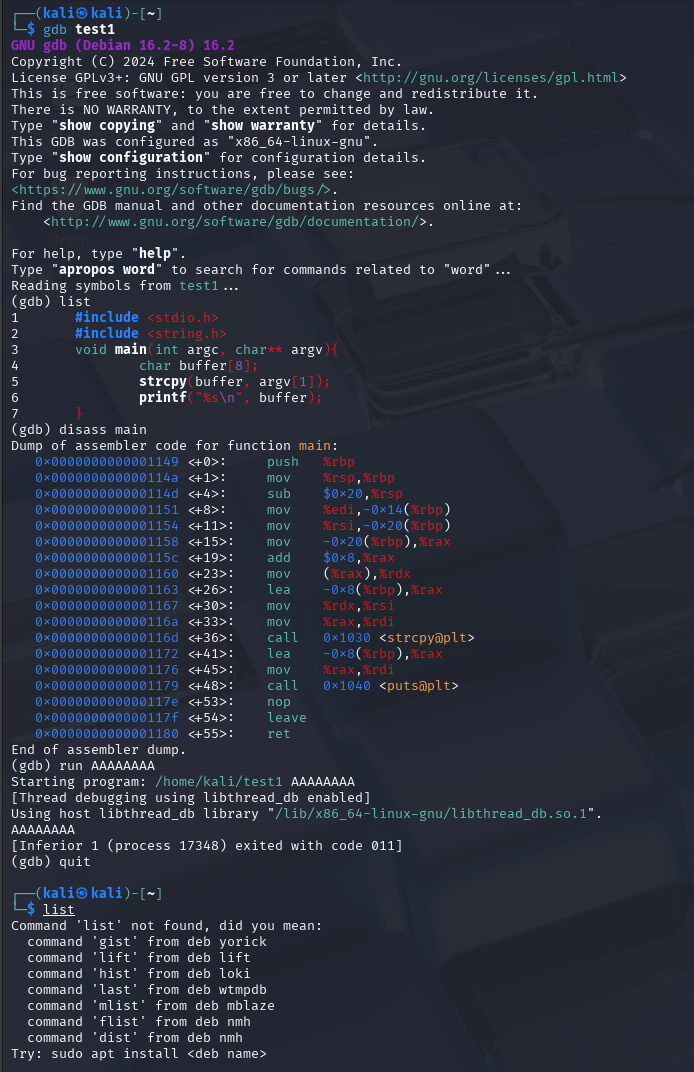 ┌──(kali㉿kali)-[~]
└─$ gdb test1
GNU gdb (Debian 16.2-8) 16.2
Copyright (C) 2024 Free Software Foundation, Inc.
License GPLv3+: GNU GPL version 3 or later <http://gnu.org/licenses/gpl.html>
This is free software: you are free to change and redistribute it.
There is NO WARRANTY, to the extent permitted by law.
Type "show copying" and "show warranty" for details.
This GDB was configured as "x86_64-linux-gnu".
Type "show configuration" for configuration details.
For bug reporting instructions, please see:
<https://www.gnu.org/software/gdb/bugs/>.
Find the GDB manual and other documentation resources online at:
    <http://www.gnu.org/software/gdb/documentation/>.
For help, type "help".
Type "apropos word" to search for commands related to "word"...
Reading symbols from test1...
(gdb) list
1       #include <stdio.h>
2       #include <string.h>
3       void main(int argc, char** argv){
4               char buffer[8];
5               strcpy(buffer, argv[1]);
6               printf("%s\n", buffer);
7       }
(gdb) disass main
Dump of assembler code for function main:
   0x0000000000001149 <+0>:     push   %rbp
   0x000000000000114a <+1>:     mov    %rsp,%rbp
   0x000000000000114d <+4>:     sub    $0x20,%rsp
   0x0000000000001151 <+8>:     mov    %edi,-0x14(%rbp)
   0x0000000000001154 <+11>:    mov    %rsi,-0x20(%rbp)
   0x0000000000001158 <+15>:    mov    -0x20(%rbp),%rax
   0x000000000000115c <+19>:    add    $0x8,%rax
   0x0000000000001160 <+23>:    mov    (%rax),%rdx
   0x0000000000001163 <+26>:    lea    -0x8(%rbp),%rax
   0x0000000000001167 <+30>:    mov    %rdx,%rsi
   0x000000000000116a <+33>:    mov    %rax,%rdi
   0x000000000000116d <+36>:    call   0x1030 <strcpy@plt>
   0x0000000000001172 <+41>:    lea    -0x8(%rbp),%rax
   0x0000000000001176 <+45>:    mov    %rax,%rdi
   0x0000000000001179 <+48>:    call   0x1040 <puts@plt>
   0x000000000000117e <+53>:    nop
   0x000000000000117f <+54>:    leave
   0x0000000000001180 <+55>:    ret
End of assembler dump.
(gdb) run AAAAAAAA
Starting program: /home/kali/test1 AAAAAAAA
[Thread debugging using libthread_db enabled]
Using host libthread_db library "/lib/x86_64-linux-gnu/libthread_db.so.1".
AAAAAAAA
[Inferior 1 (process 17348) exited with code 011]
(gdb) quit
┌──(kali㉿kali)-[~]
└─$ list
Command 'list' not found, did you mean:
  command 'gist' from deb yorick
  command 'lift' from deb lift
  command 'hist' from deb loki
  command 'last' from deb wtmpdb
  command 'mlist' from deb mblaze
  command 'flist' from deb nmh
  command 'dist' from deb nmh
Try: sudo apt install <deb name>